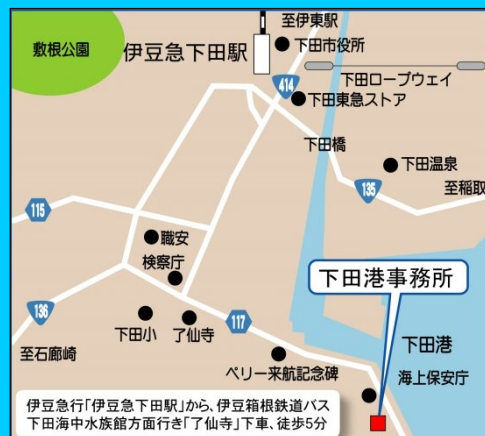 至伊東駅
敷根公園
伊豆急下田駅
下田市役所
下田ロープウェイ
414
下田東急ストア
下田橋
下田温泉
135
至稲取
115
職安
検察庁
下田港事務所
136
下田小
了仙寺
117
下田港
至石廊崎
ペリー来航記念碑
海上保安庁
伊豆急行「伊豆急下田駅」から、伊豆箱根鉄道バス
下田海中水族館方面行き「了仙寺」下車、徒歩5分